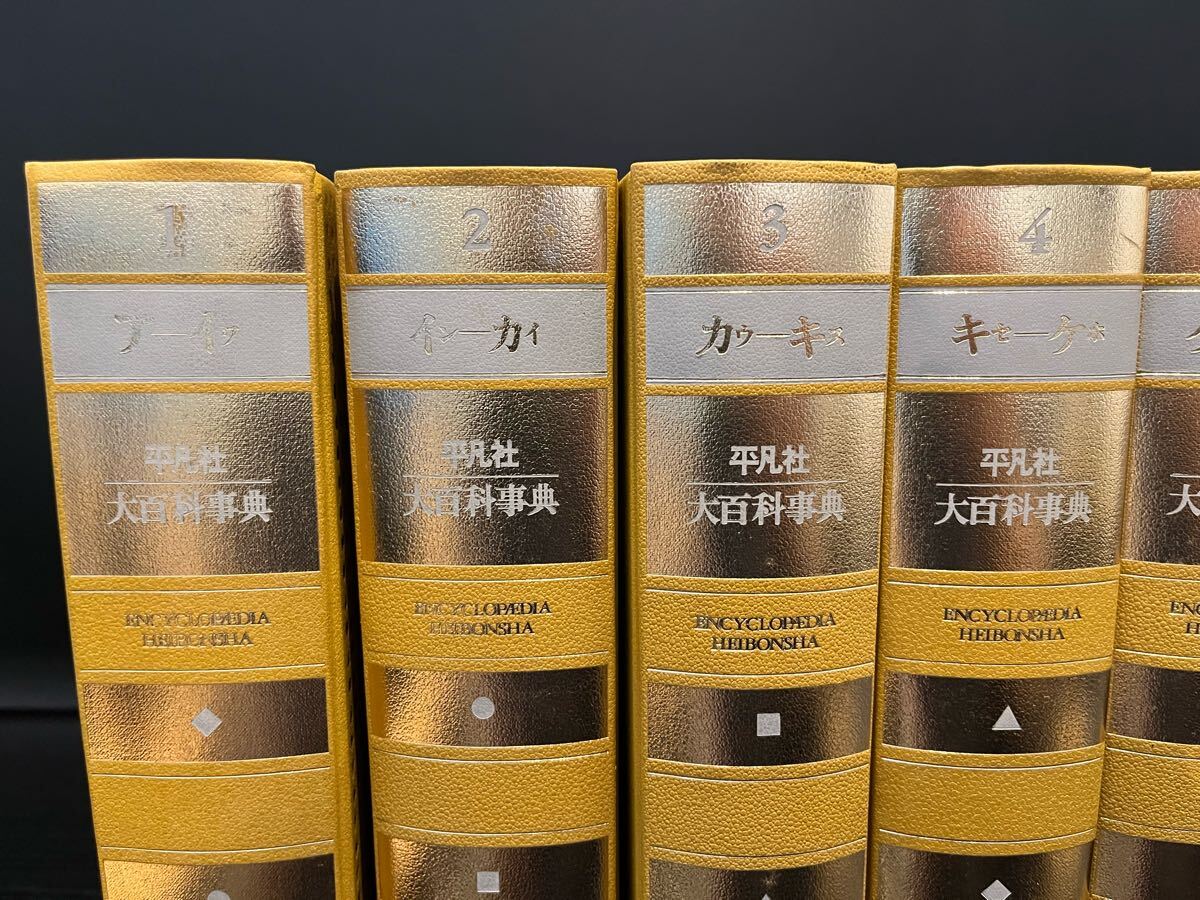 1
ア―イワ
平凡社
大百科事典
ENCYCLOPÆDIA
HEIBONSHA
2
イン―カイ
平凡社
大百科事典
ENCYCLOPÆDIA
HEIBONSHA
3
カウ―キス
平凡社
大百科事典
ENCYCLOPÆDIA
HEIBONSHA
4
キセ―ケホ
平凡社
大百科事典
ENCYCLOPÆDIA
HEIBONSHA